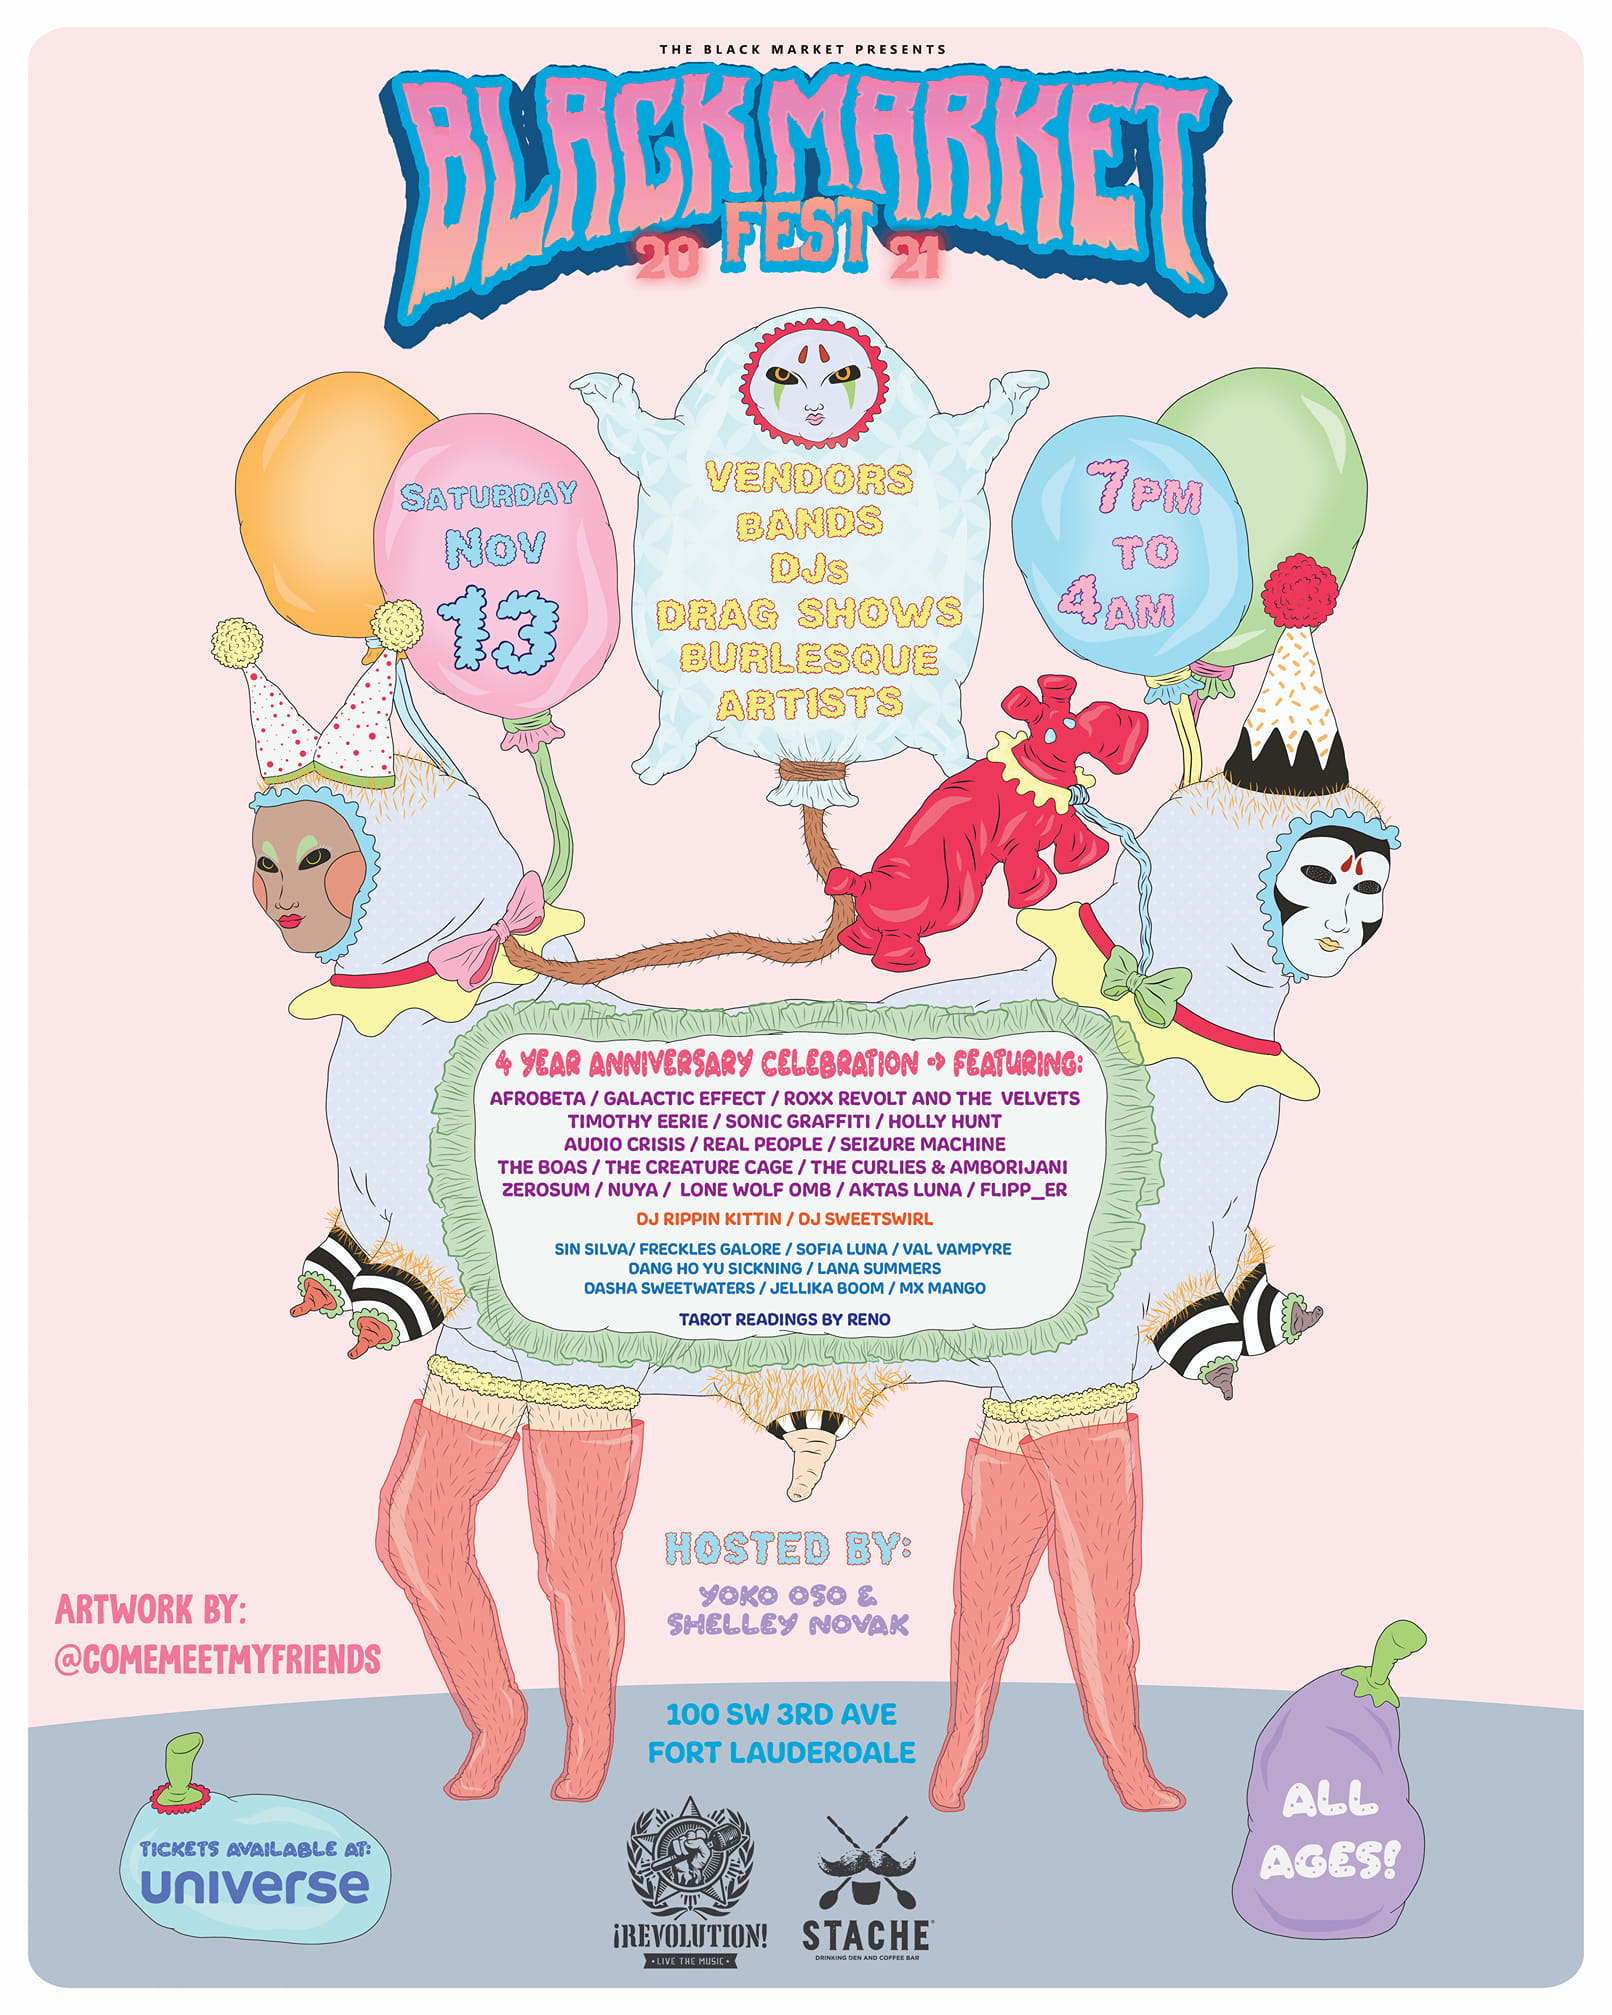 THE BLACK MARKET PRESENTS
BLACKMARKET
20 FEST 21
SATURDAY
NOV
13
VENDORS
BANDS
DJs
DRAG SHOWS
BURLESQUE
ARTISTS
7PM
TO
4AM
4 YEAR ANNIVERSARY CELEBRATION → FEATURING:
AFROBETA / GALACTIC EFFECT / ROXX REVOLT AND THE VELVETS
TIMOTHY EERIE / SONIC GRAFFITI / HOLLY HUNT
AUDIO CRISIS / REAL PEOPLE / SEIZURE MACHINE
THE BOAS / THE CREATURE CAGE / THE CURLIES & AMBORIJANI
ZEROSUM / NUYA / LONE WOLF OMB / AKTAS LUNA / FLIPP_ER
DJ RIPPIN KITTIN / DJ SWEETSWIRL
SIN SILVA/ FRECKLES GALORE / SOFIA LUNA / VAL VAMPYRE
DANG HO YU SICKNING / LANA SUMMERS
DASHA SWEETWATERS / JELLIKA BOOM / MX MANGO
TAROT READINGS BY RENO
HOSTED BY:
YOKO OSO &
SHELLEY NOVAK
ARTWORK BY:
@COMEMEETMYFRIENDS
100 SW 3RD AVE
FORT LAUDERDALE
TICKETS AVAILABLE AT:
universe
¡REVOLUTION!
• LIVE THE MUSIC •
STACHE
DRINKING DEN AND COFFEE BAR
ALL
AGES!